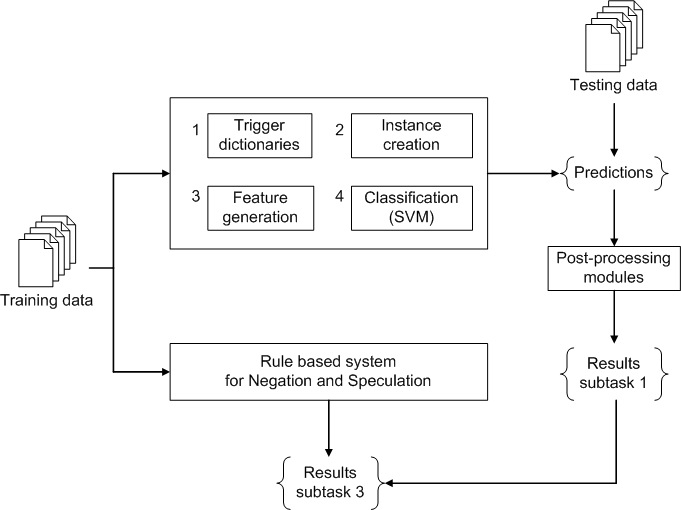 Testing data
1 Trigger
dictionaries
2 Instance
creation
3 Feature
generation
4 Classification
(SVM)
{Predictions}
Training data
Post-processing
modules
Rule based system
for Negation and Speculation
Results
subtask 1
Results
subtask 3